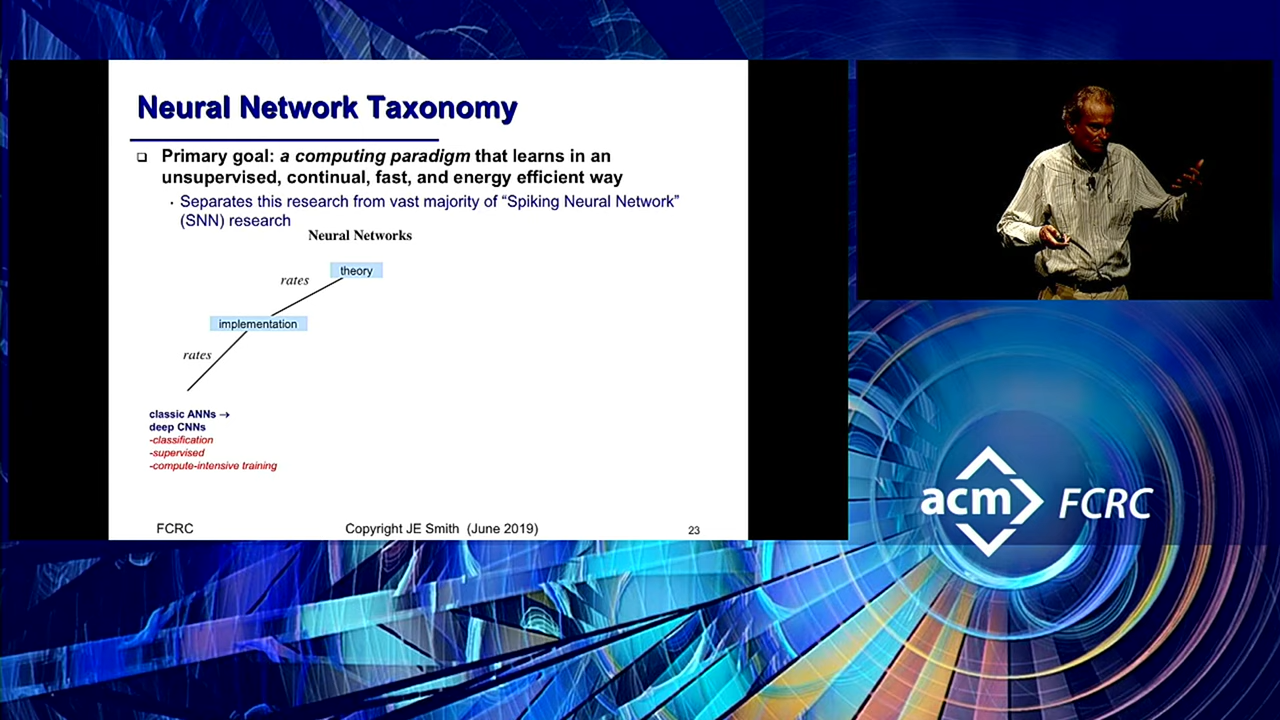 Neural Network Taxonomy
❑ Primary goal: a computing paradigm that learns in an
unsupervised, continual, fast, and energy efficient way
• Separates this research from vast majority of “Spiking Neural Network”
(SNN) research
Neural Networks
theory
rates
implementation
rates
classic ANNs →
deep CNNs
-classification
-supervised
-compute-intensive training
FCRC
Copyright JE Smith (June 2019)
23
acm FCRC